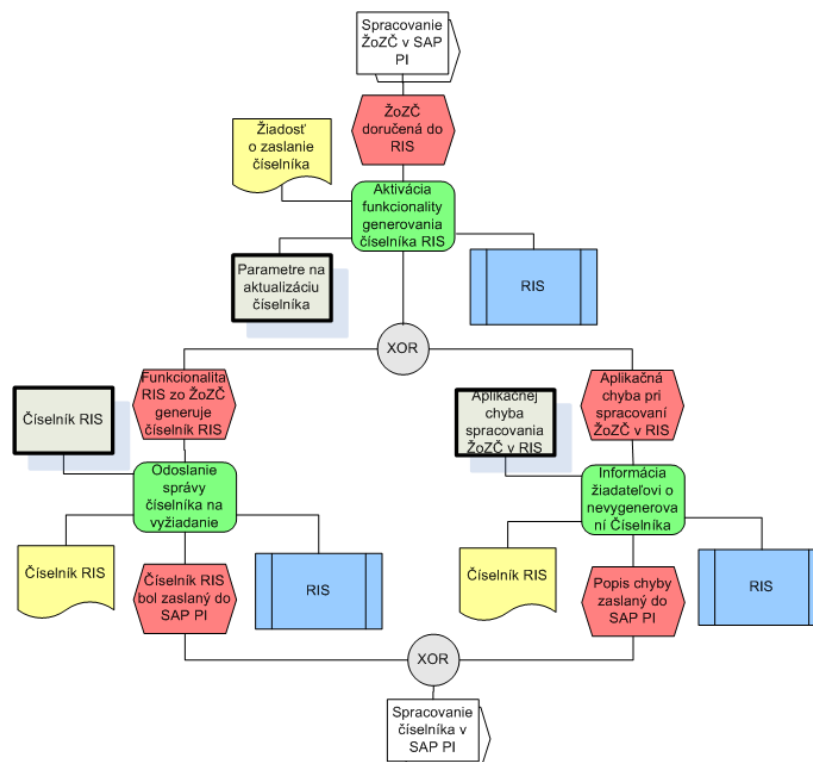 Spracovanie
ŽoZČ v SAP
PI
ŽoZČ
doručená do
RIS
Žiadosť
o zaslanie
číselníka
Aktivácia
funkcionality
generovania
číselníka RIS
Parametre na
aktualizáciu
číselníka
RIS
XOR
Funkcionalita
RIS zo ŽoZČ
generuje
číselník RIS
Aplikačná
chyba pri
spracovaní
ŽoZČ v RIS
Číselník RIS
Aplikačnej
chyba
spracovania
ŽoZČ v RIS
Odoslanie
správy
číselníka na
vyžiadanie
Informácia
žiadateľovi o
nevygenerova
ní Číselníka
Číselník RIS
Číselník RIS
bol zaslaný do
SAP PI
RIS
Číselník RIS
Popis chyby
zaslaný do
SAP PI
RIS
XOR
Spracovanie
číselníka v
SAP PI